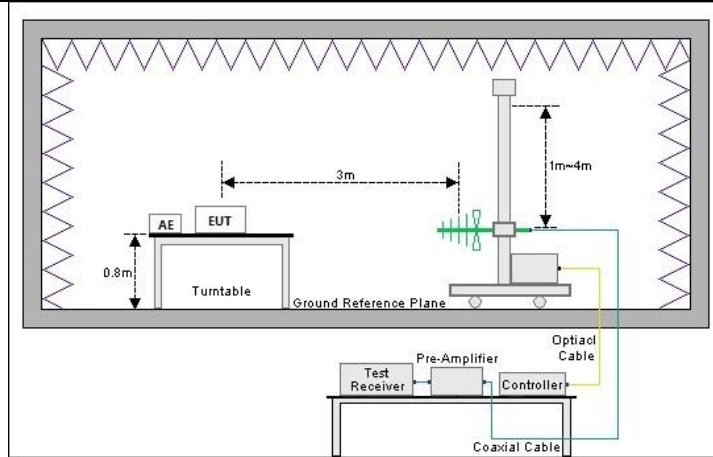 3m
1m~4m
AE
EUT
0.8m
Turntable
Ground Reference Plane
Optiacl
Cable
Pre-Amplifier
Test
Receiver
Controller
Coaxial Cable